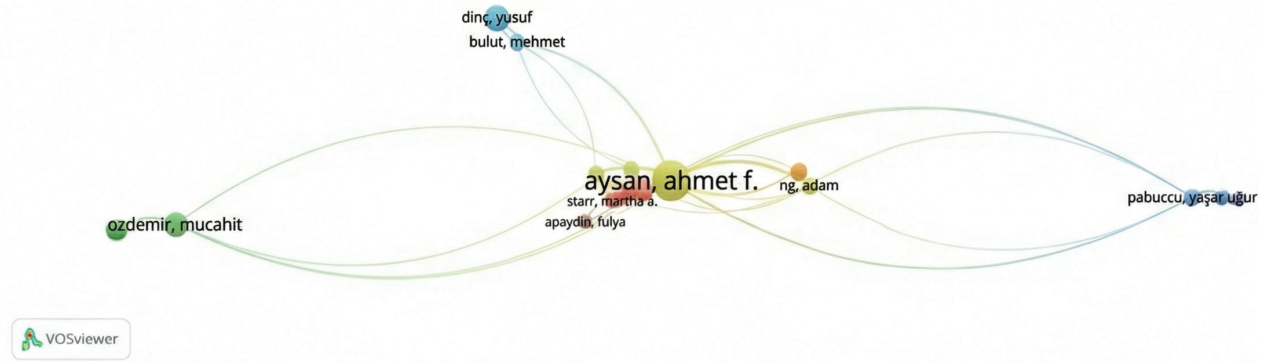 dinç, yusuf
bulut, mehmet
aysan, ahmet f.
ng, adam
starr, martha a.
pabuccu, yaşar uğur
apaydin, fulya
ozdemir, mucahit
VOSviewer